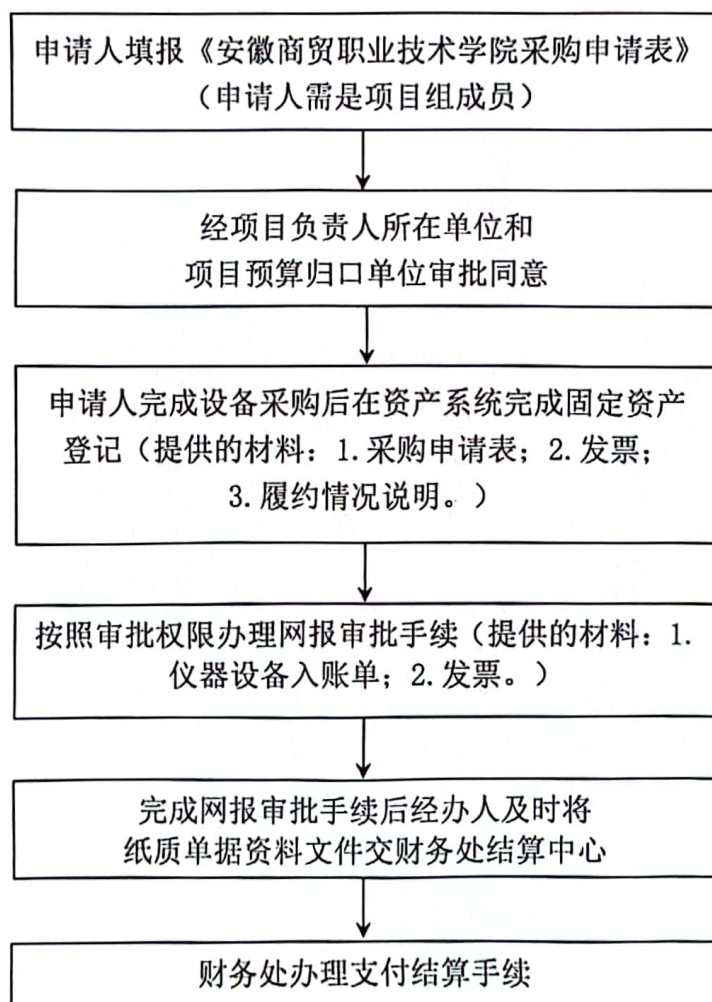 申请人填报《安徽商贸职业技术学院采购申请表》
（申请人需是项目组成员）
经项目负责人所在单位和
项目预算归口单位审批同意
申请人完成设备采购后在资产系统完成固定资产
登记（提供的材料：1.采购申请表；2.发票；
3.履约情况说明。）
按照审批权限办理网报审批手续（提供的材料：1.
仪器设备入账单；2.发票。）
完成网报审批手续后经办人及时将
纸质单据资料文件交财务处结算中心
财务处办理支付结算手续